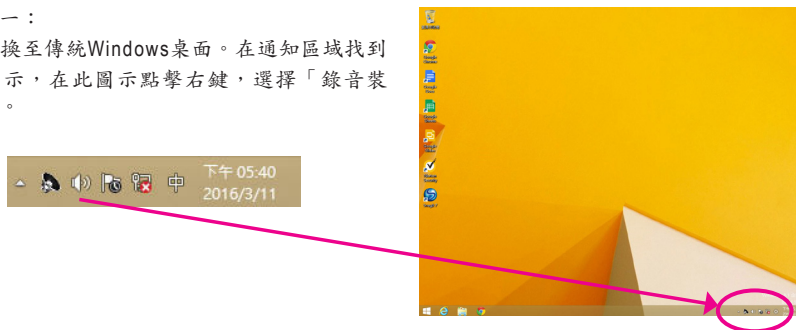 一：
換至傳統Windows桌面。在通知區域找到
示，在此圖示點擊右鍵，選擇「錄音裝
。
中
下午 05:40
2016/3/11